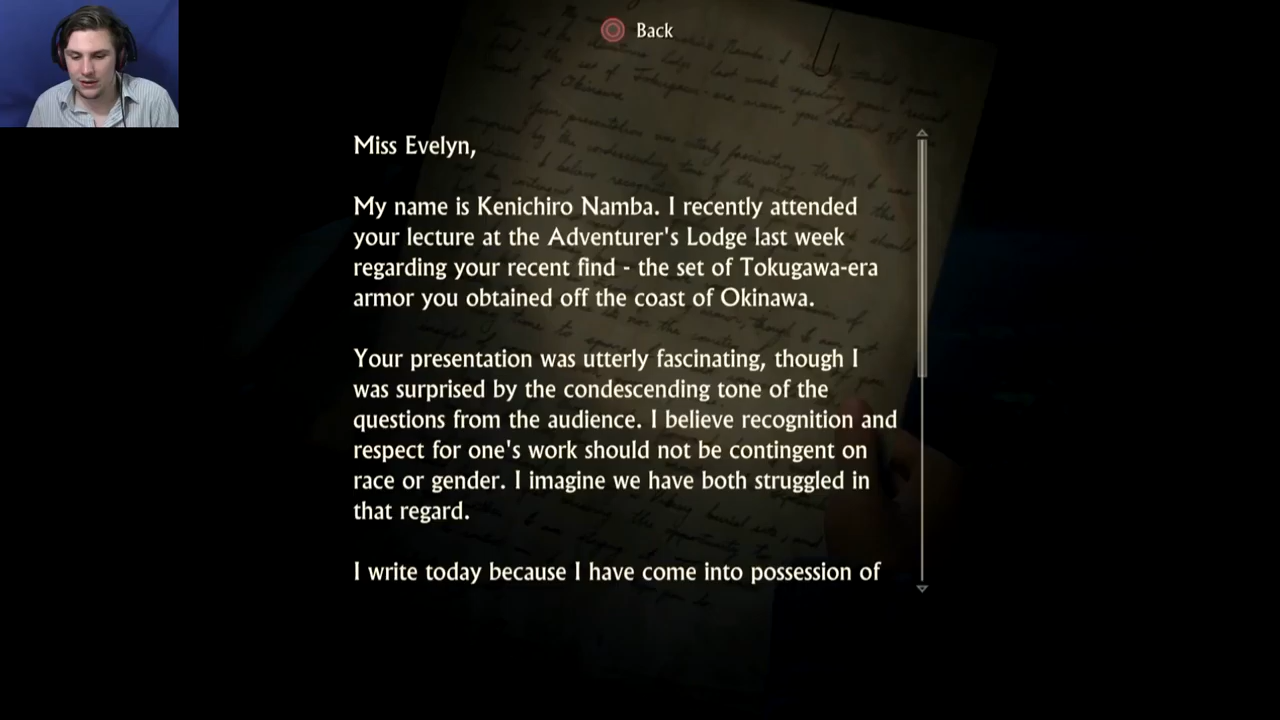 Back
Miss Evelyn,
My name is Kenichiro Namba. I recently attended
your lecture at the Adventurer's Lodge last week
regarding your recent find - the set of Tokugawa-era
armor you obtained off the coast of Okinawa.
Your presentation was utterly fascinating, though I
was surprised by the condescending tone of the
questions from the audience. I believe recognition and
respect for one's work should not be contingent on
race or gender. I imagine we have both struggled in
that regard.
I write today because I have come into possession of